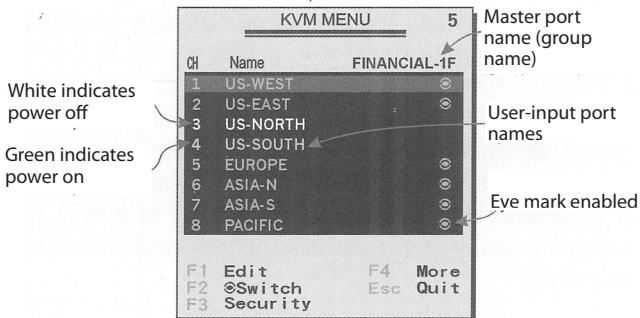 KVM MENU 5
CH Name FINANCIAL-1F
1 US-WEST
2 US-EAST
3 US-NORTH
4 US-SOUTH
5 EUROPE
6 ASIA-N
7 ASIA-S
8 PACIFIC
F1 Edit F4 More
F2 Switch Esc Quit
F3 Security
White indicates
power off
Green indicates
power on
Master port
name (group
name)
User-input port
names
Eye mark enabled